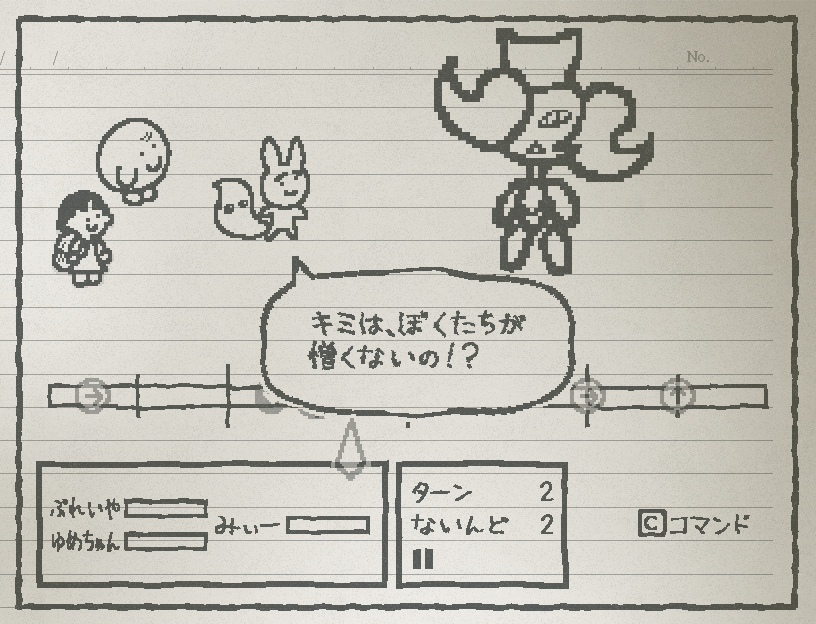 / /
No.
キミは、ぼくたちが
憎くないの！？
ぷれいや
ゆめちゃん
みぃー
ターン 2
ないんど 2
C コマンド